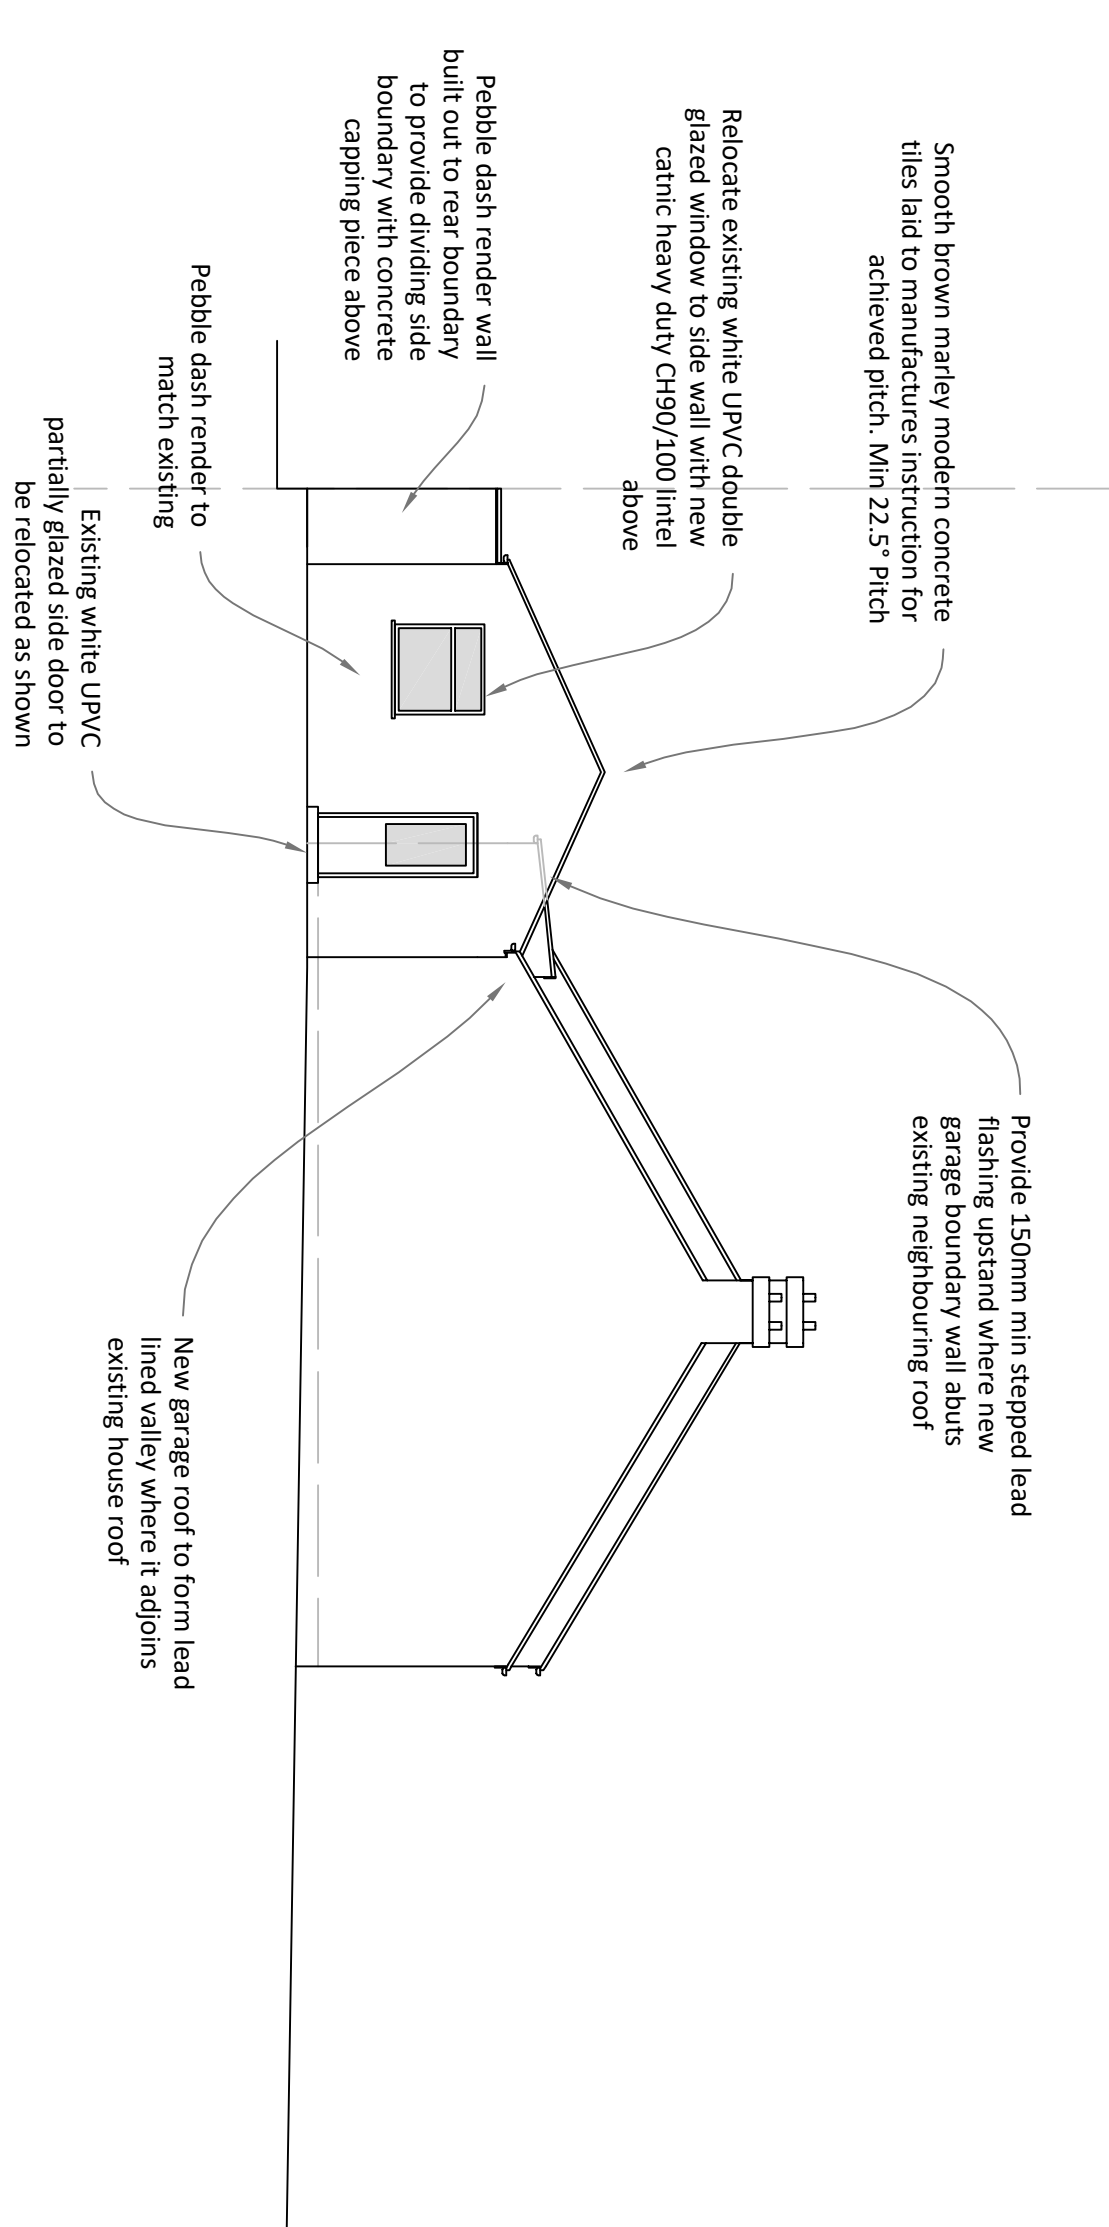 Smooth brown marley modern concrete
tiles laid to manufactures instruction for
achieved pitch. Min 22.5° Pitch
Relocate existing white UPVC double
glazed window to side wall with new
catnic heavy duty CH90/100 lintel
above
Pebble dash render wall
built out to rear boundary
to provide dividing side
boundary with concrete
capping piece above
Pebble dash render to
match existing
Existing white UPVC
partially glazed side door to
be relocated as shown
Provide 150mm min stepped lead
flashing upstand where new
garage boundary wall abuts
existing neighbouring roof
New garage roof to form lead
lined valley where it adjoins
existing house roof